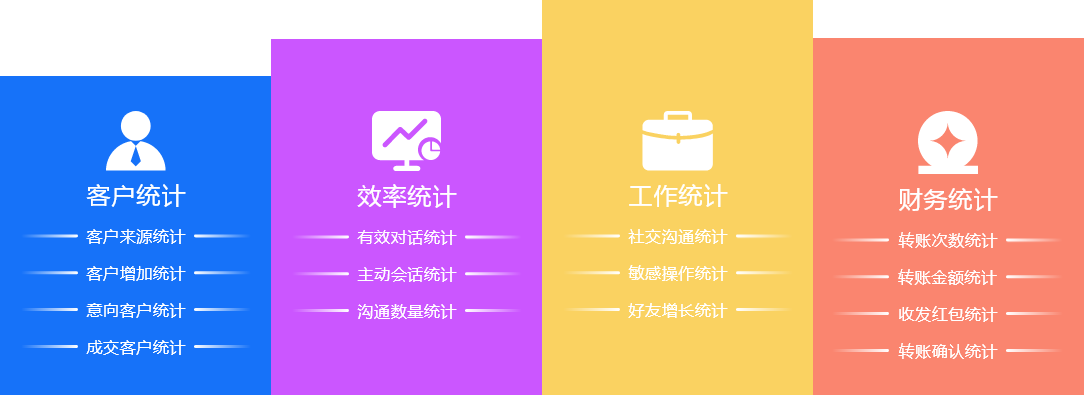 客户统计
客户来源统计
客户增加统计
意向客户统计
成交客户统计
效率统计
有效对话统计
主动会话统计
沟通数量统计
工作统计
社交沟通统计
敏感操作统计
好友增长统计
财务统计
转账次数统计
转账金额统计
收发红包统计
转账确认统计